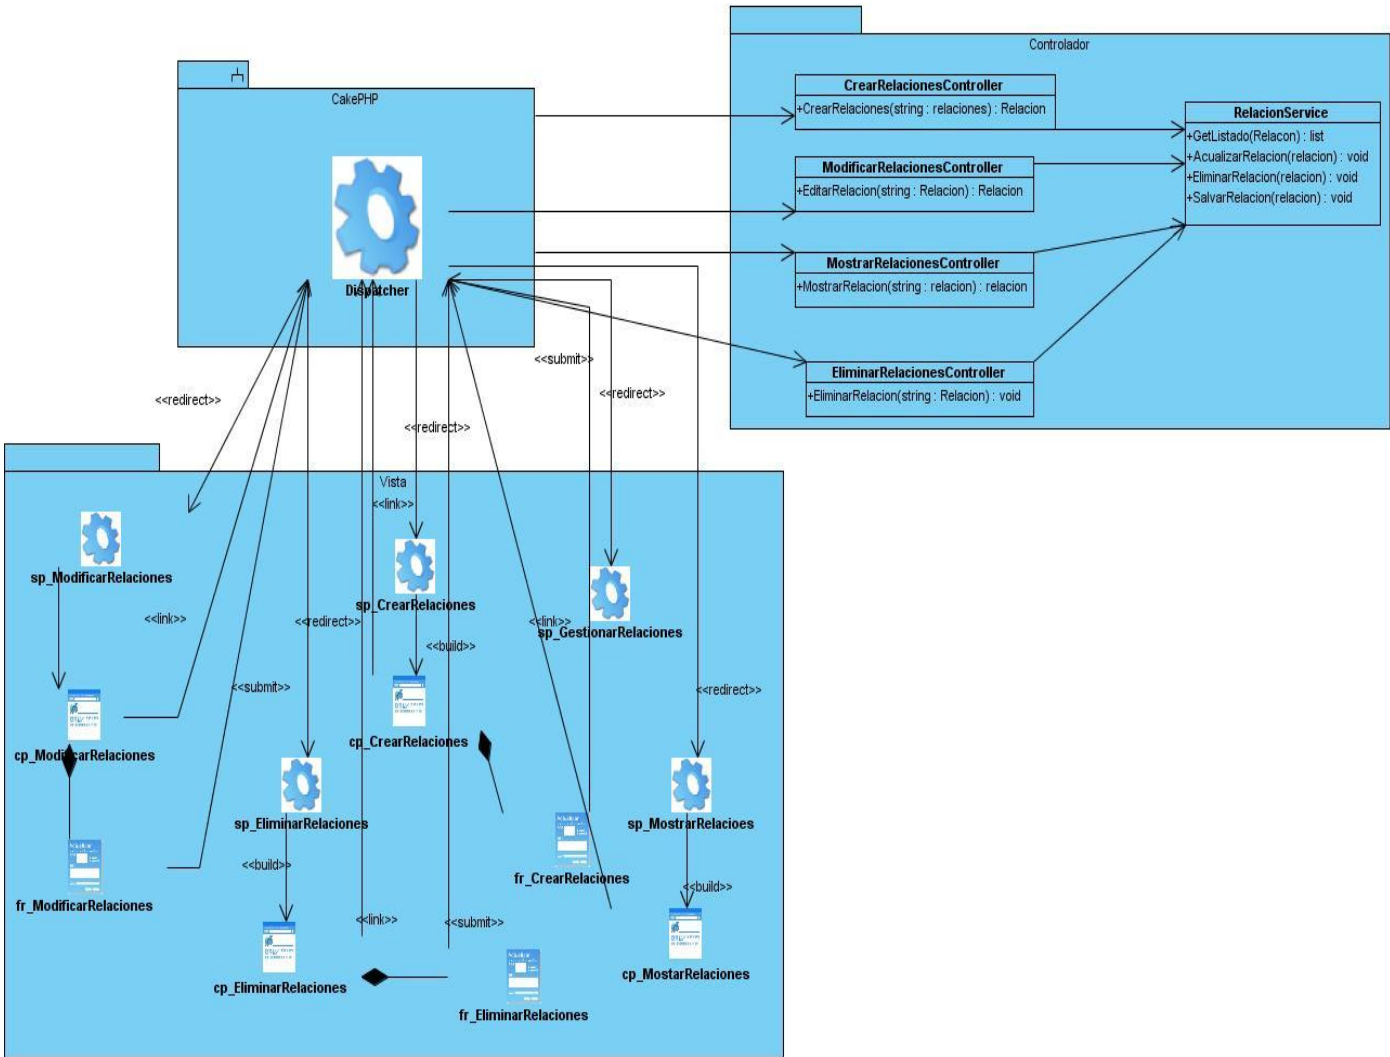 Controlador
CakePHP
CrearRelacionesController
+CrearRelaciones(string : relaciones) : Relacion
RelacionService
+GetListado(Relacon) : list
+AcualizarRelacion(relacion) : void
+EliminarRelacion(relacion) : void
+SalvarRelacion(relacion) : void
ModificarRelacionesController
+EditarRelacion(string : Relacion) : Relacion
MostrarRelacionesController
+MostrarRelacion(string : relacion) : relacion
Dispatcher
EliminarRelacionesController
+EliminarRelacion(string : Relacion) : void
<<submit>>
<<redirect>>
<<redirect>>
<<redirect>>
Vista
<<link>>
sp_ModificarRelaciones
sp_CrearRelaciones
<<link>>
<<redirect>>
<<link>>
sp_GestionarRelaciones
<<build>>
<<submit>>
<<redirect>>
cp_ModificarRelaciones
cp_CrearRelaciones
sp_EliminarRelaciones
sp_MostrarRelacioes
<<build>>
fr_CrearRelaciones
<<build>>
fr_ModificarRelaciones
<<link>>
<<submit>>
cp_EliminarRelaciones
cp_MostarRelaciones
fr_EliminarRelaciones